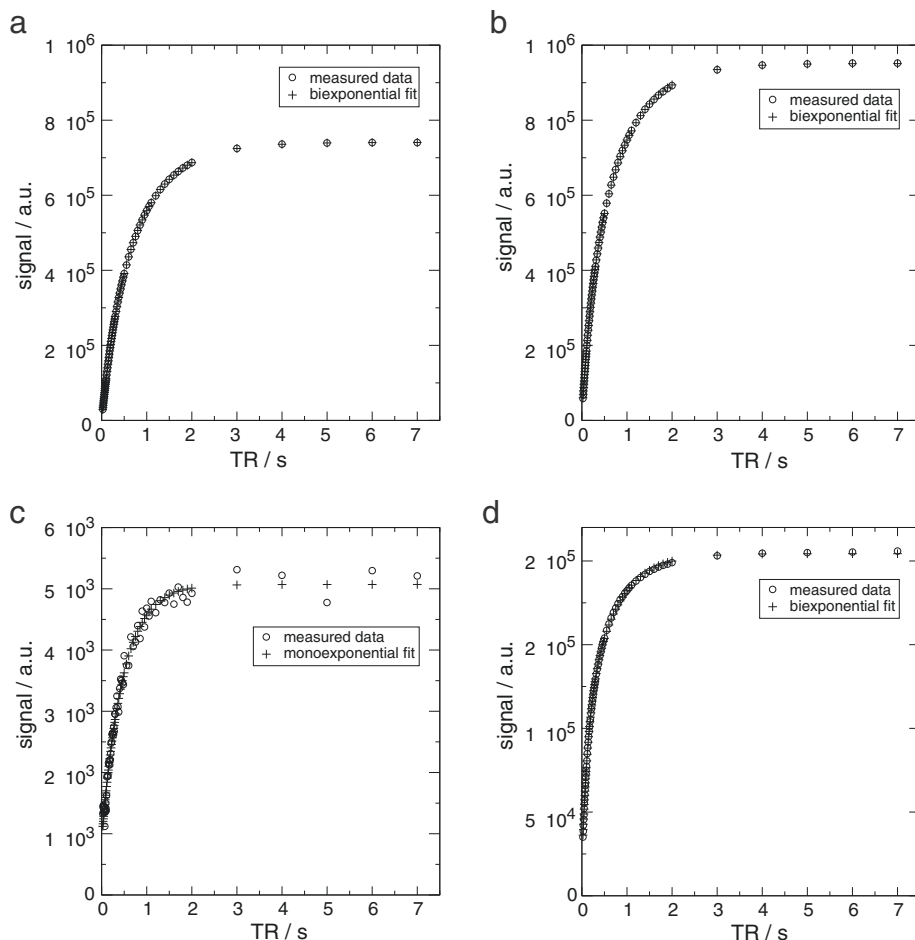 a
1 10⁶
8 10⁵
6 10⁵
4 10⁵
2 10⁵
0
signal / a.u.
measured data
biexponential fit
0 1 2 3 4 5 6 7
TR / s
b
1 10⁶
8 10⁵
6 10⁵
4 10⁵
2 10⁵
0
signal / a.u.
measured data
biexponential fit
0 1 2 3 4 5 6 7
TR / s
c
6 10³
5 10³
4 10³
3 10³
2 10³
1 10³
0
signal / a.u.
measured data
monoexponential fit
0 1 2 3 4 5 6 7
TR / s
d
2 10⁵
2 10⁵
1 10⁵
5 10⁴
0
signal / a.u.
measured data
biexponential fit
0 1 2 3 4 5 6 7
TR / s